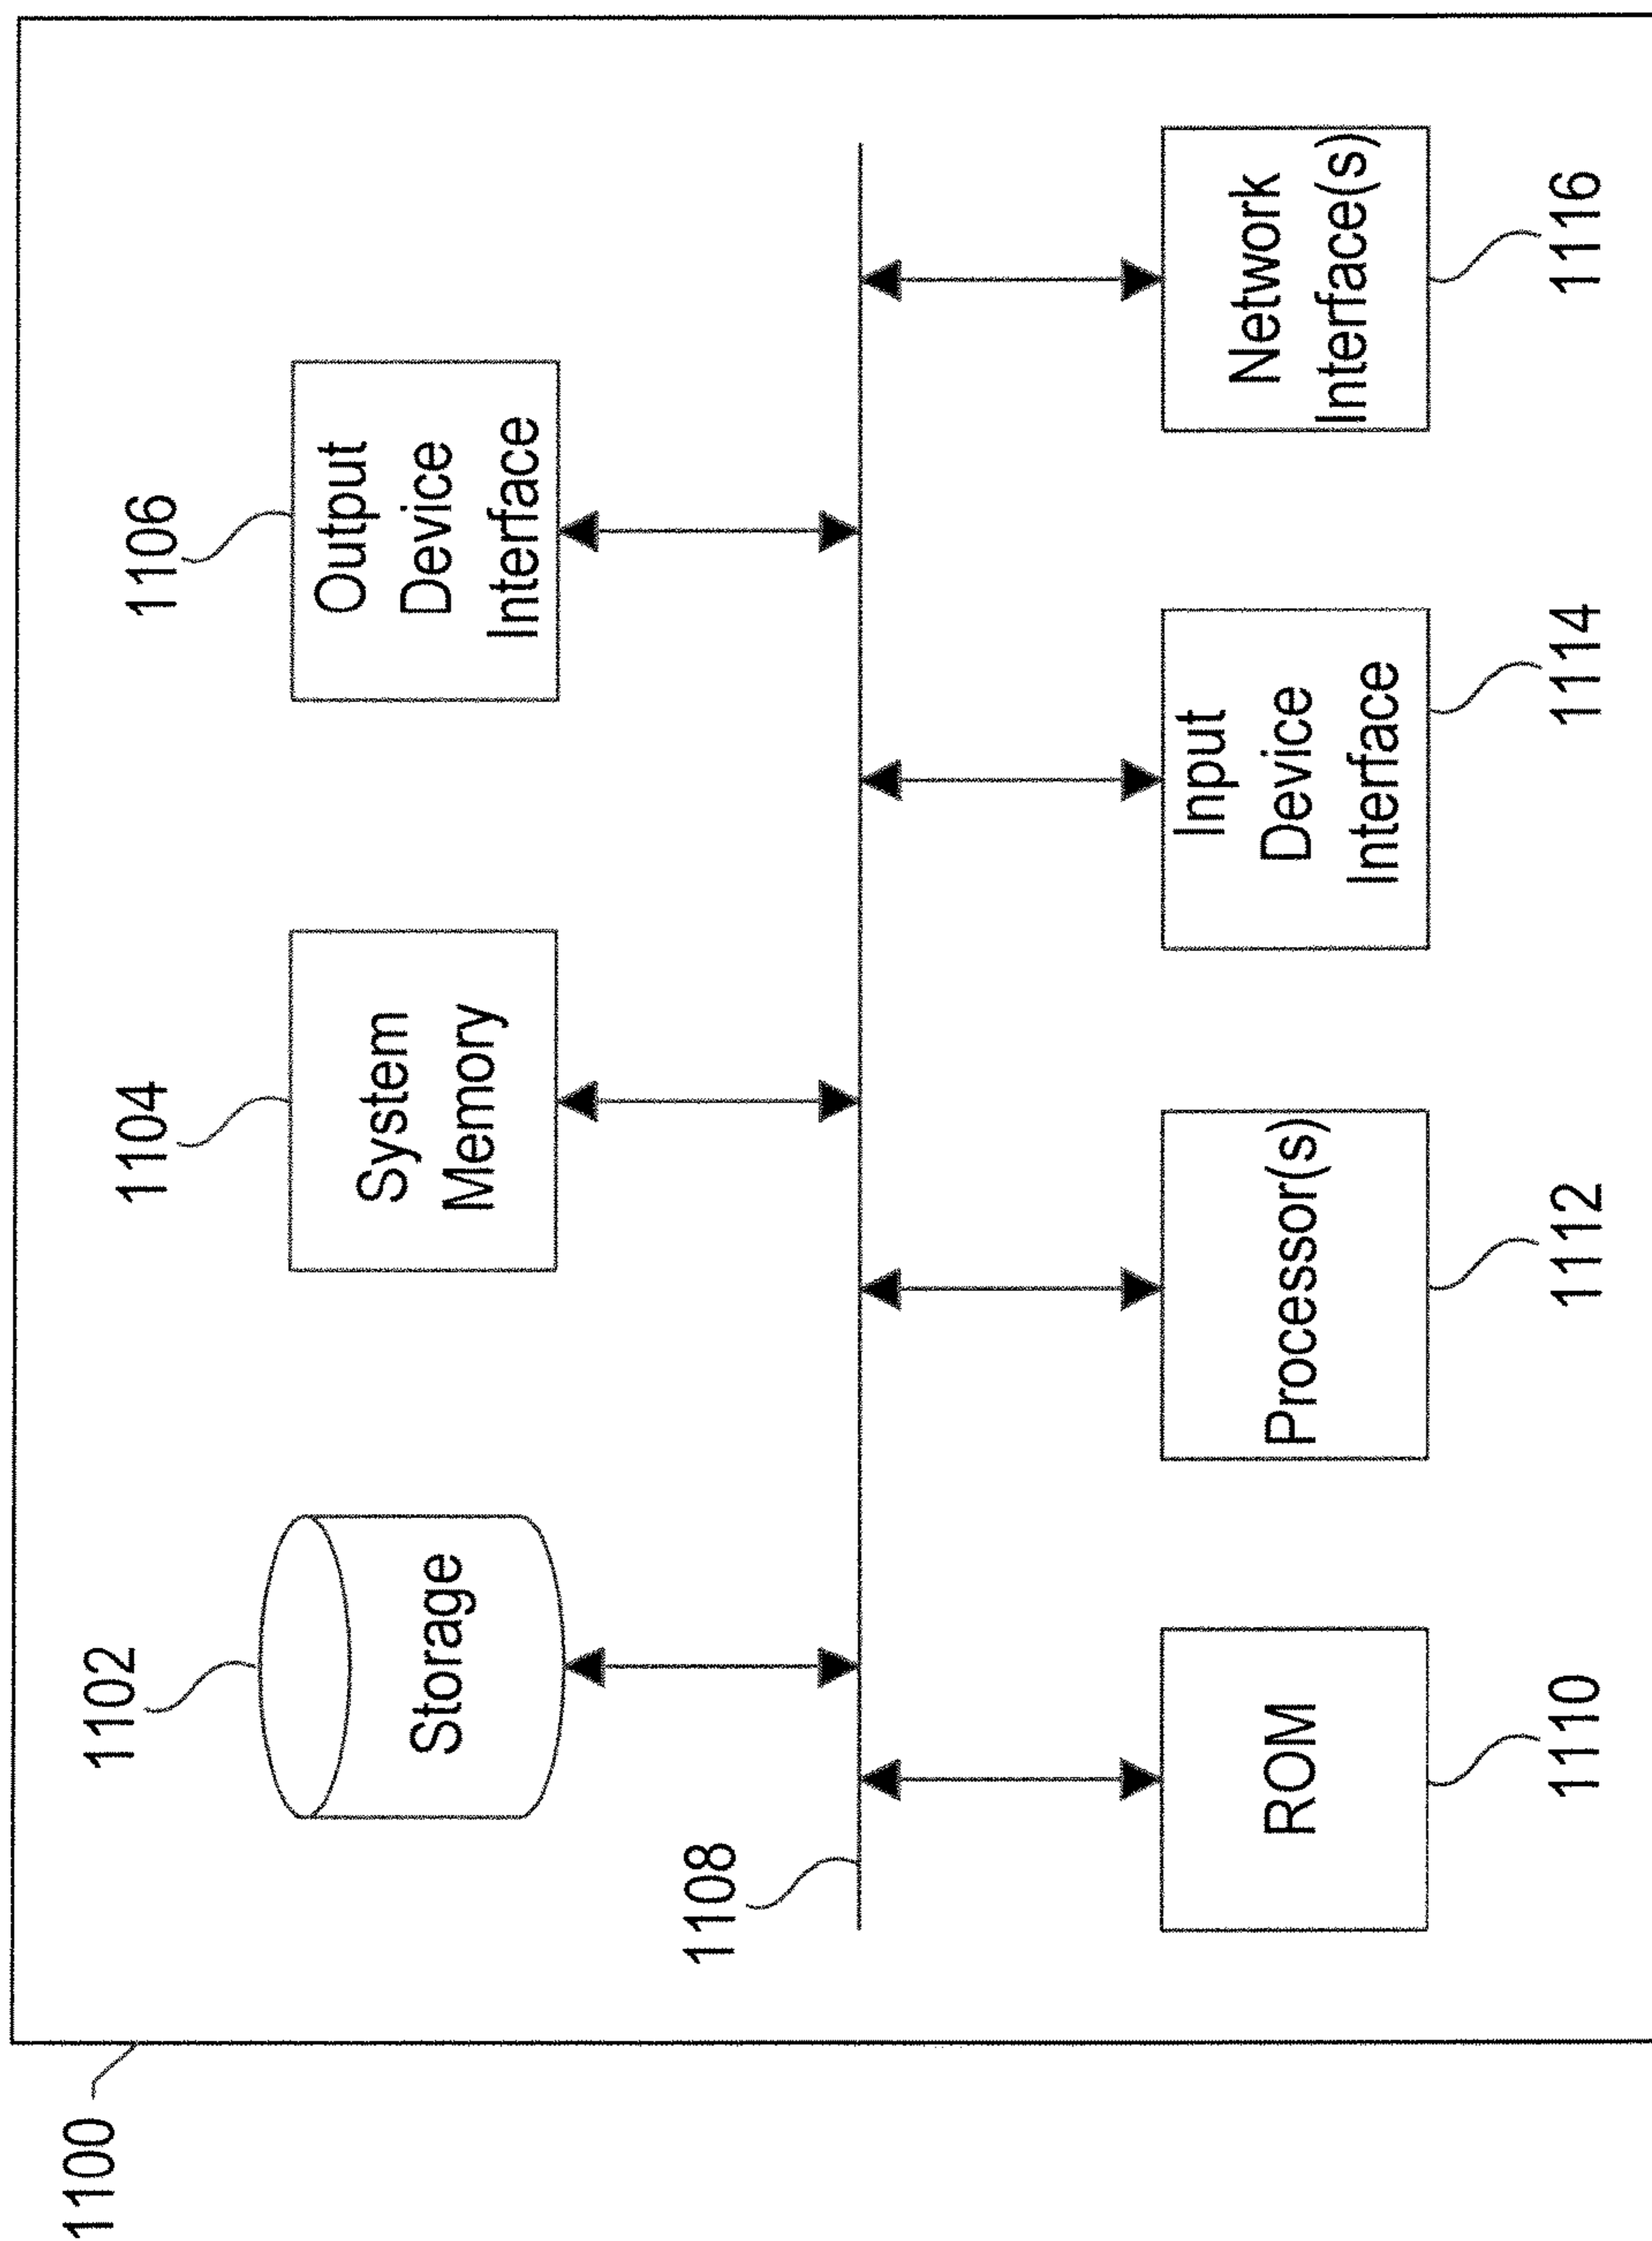 1100
1102
Storage
1104
System
Memory
1106
Output
Device
Interface
1108
ROM
1110
Processor(s)
1112
Input
Device
Interface
1114
Network
Interface(s)
1116